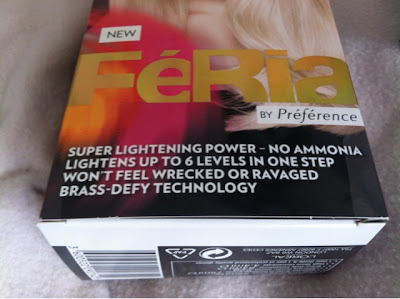 NEW
FéRia
BY Préférence
SUPER LIGHTENING POWER – NO AMMONIA
LIGHTENS UP TO 6 LEVELS IN ONE STEP
WON'T FEEL WRECKED OR RAVAGED
BRASS-DEFY TECHNOLOGY
L'OREAL